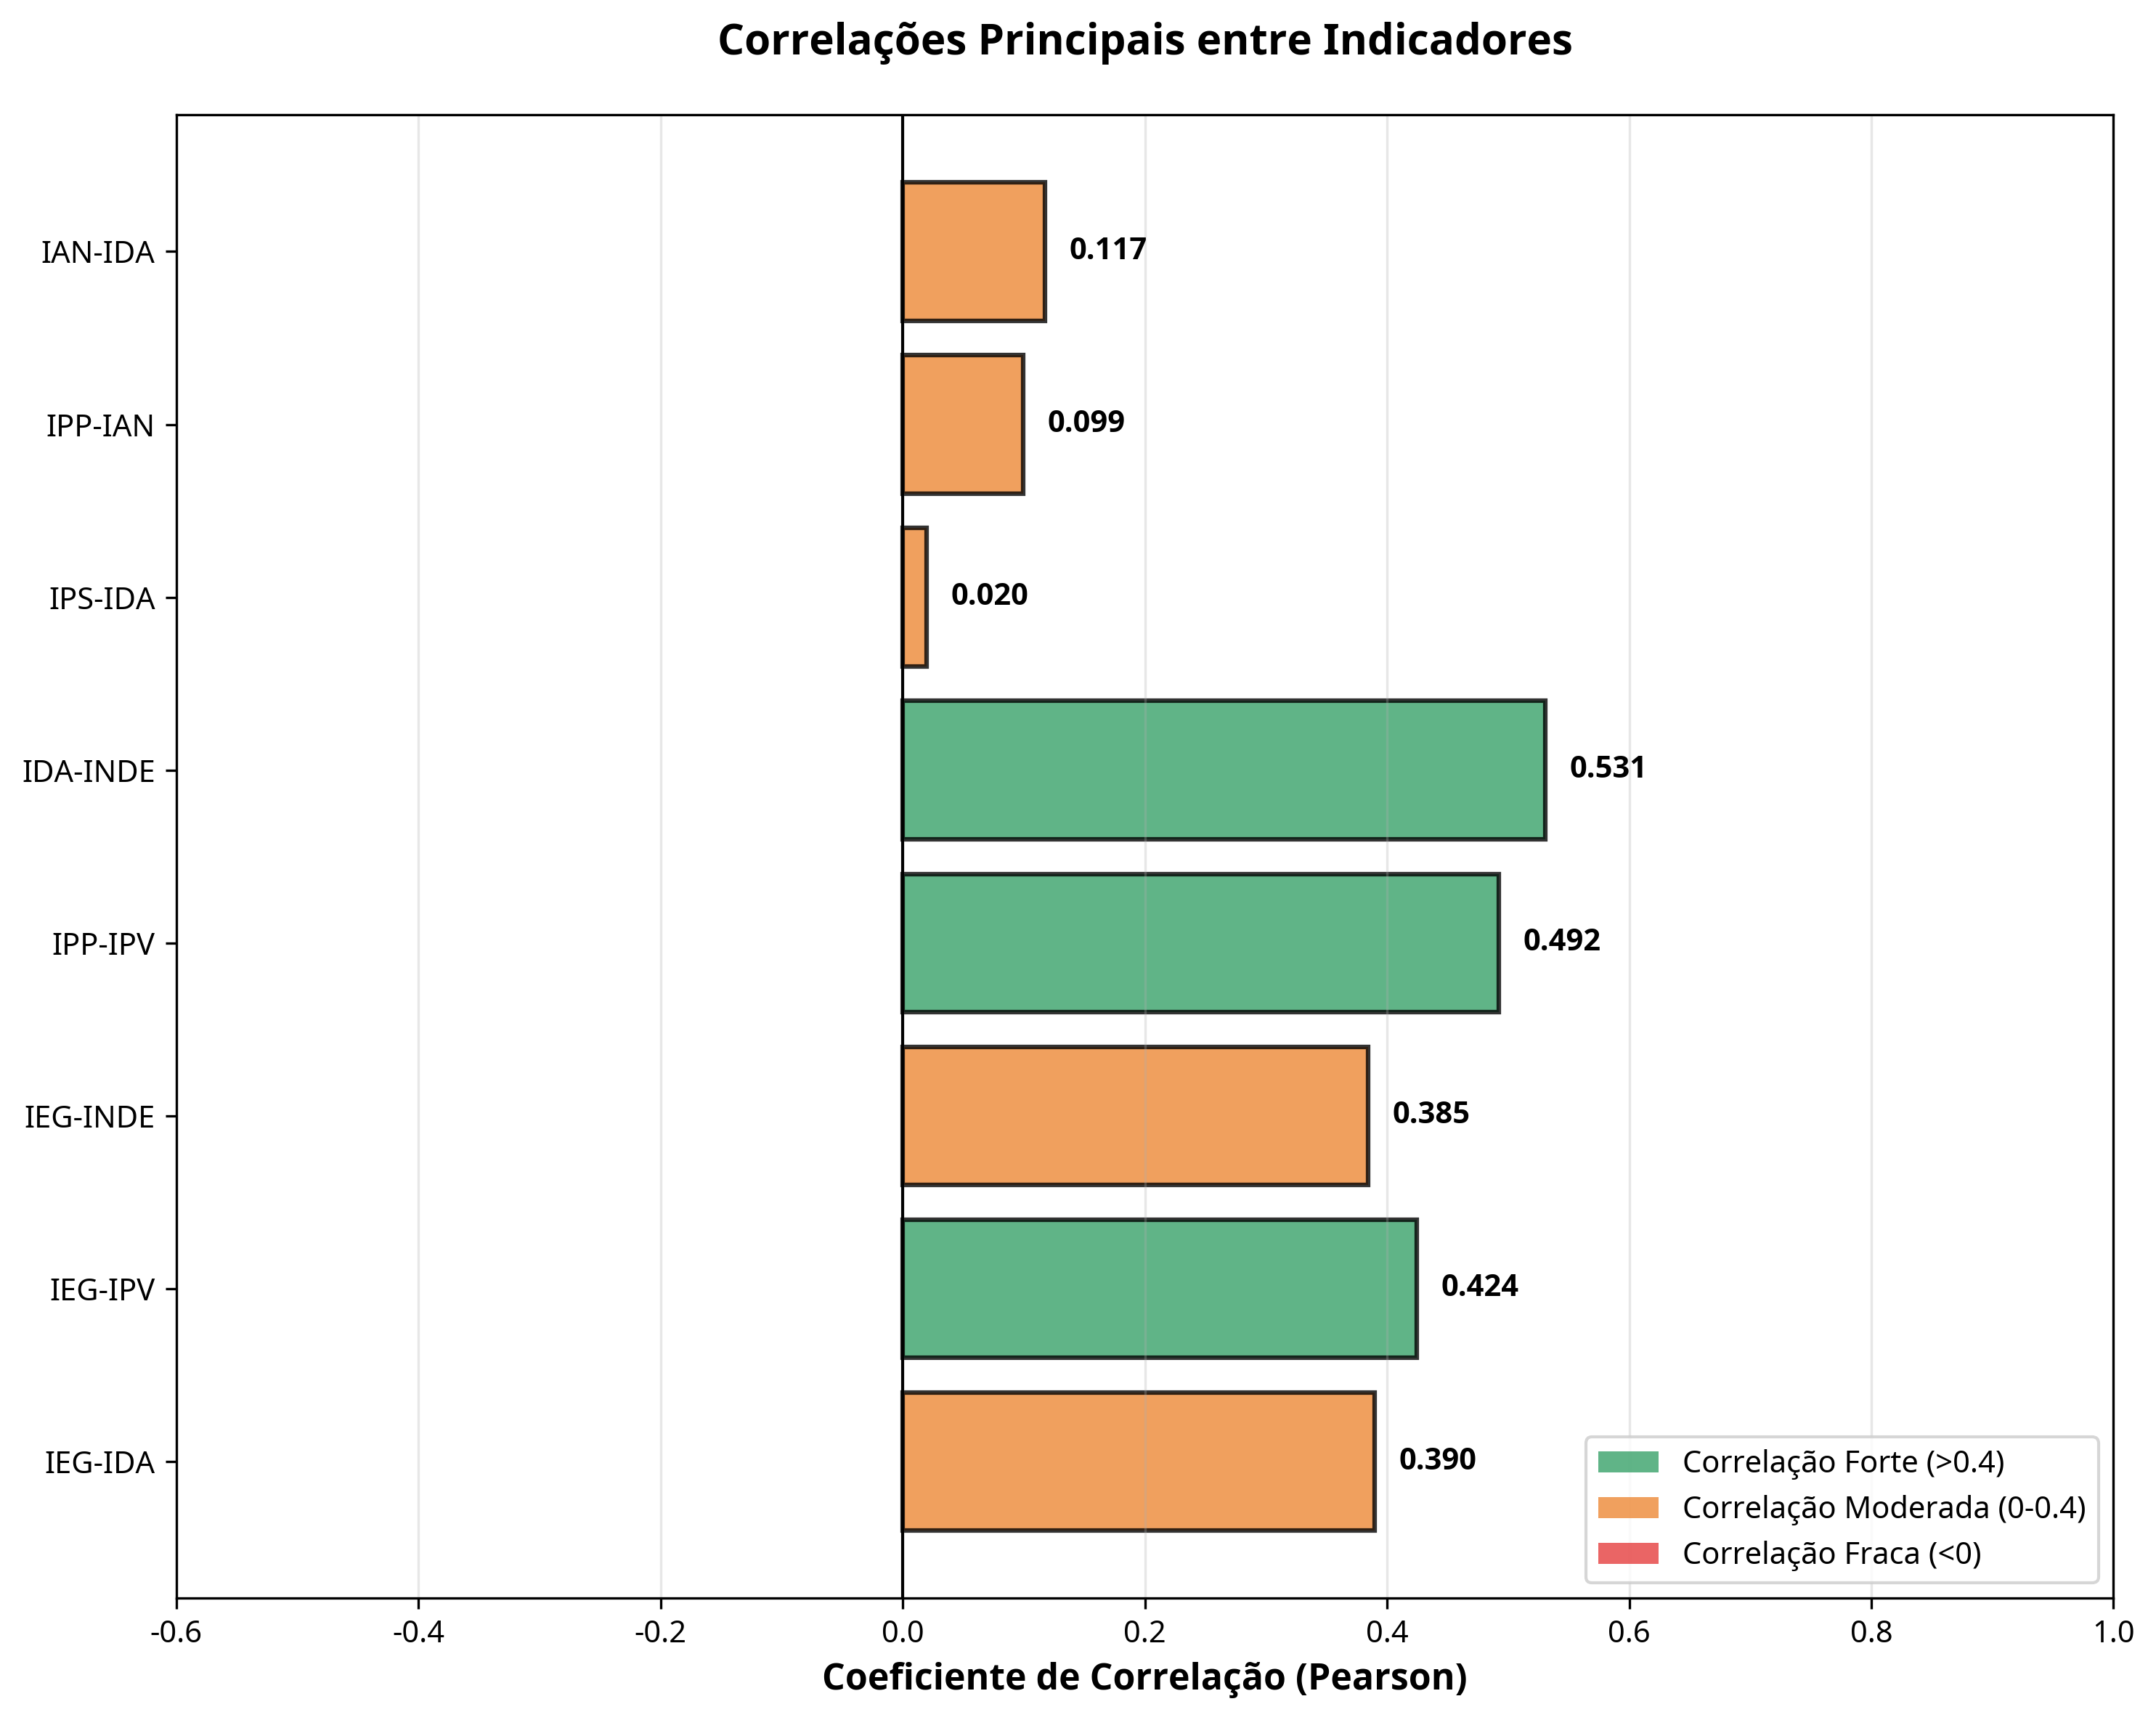 Correlações Principais entre Indicadores
IAN-IDA
0.117
IPP-IAN
0.099
IPS-IDA
0.020
IDA-INDE
0.531
IPP-IPV
0.492
IEG-INDE
0.385
IEG-IPV
0.424
IEG-IDA
0.390
Correlação Forte (>0.4)
Correlação Moderada (0-0.4)
Correlação Fraca (<0)
-0.6 -0.4 -0.2 0.0 0.2 0.4 0.6 0.8 1.0
Coeficiente de Correlação (Pearson)